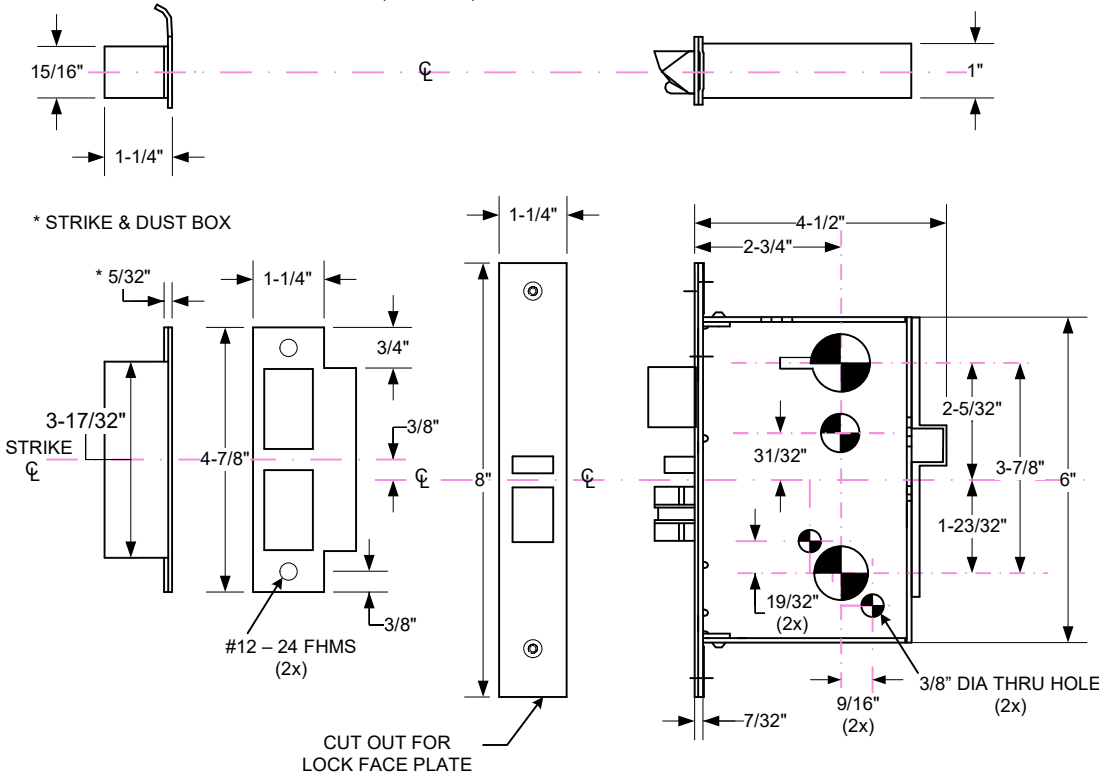 15/16"
℄
1"
1-1/4"
* STRIKE & DUST BOX
1-1/4"
4-1/2"
2-3/4"
* 5/32"
1-1/4"
3/4"
3-17/32"
3/8"
2-5/32"
STRIKE
℄
4-7/8"
℄
8"
℄
31/32"
3-7/8"
6"
1-23/32"
19/32"
(2x)
3/8"
#12 – 24 FHMS
(2x)
3/8” DIA THRU HOLE
(2x)
9/16"
(2x)
7/32"
CUT OUT FOR
LOCK FACE PLATE